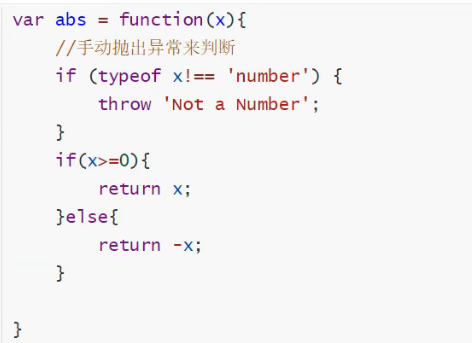 var abs = function(x){
//手动抛出异常来判断
if (typeof x!== 'number') {
throw 'Not a Number';
}
if(x>=0){
return x;
}else{
return -x;
}
}